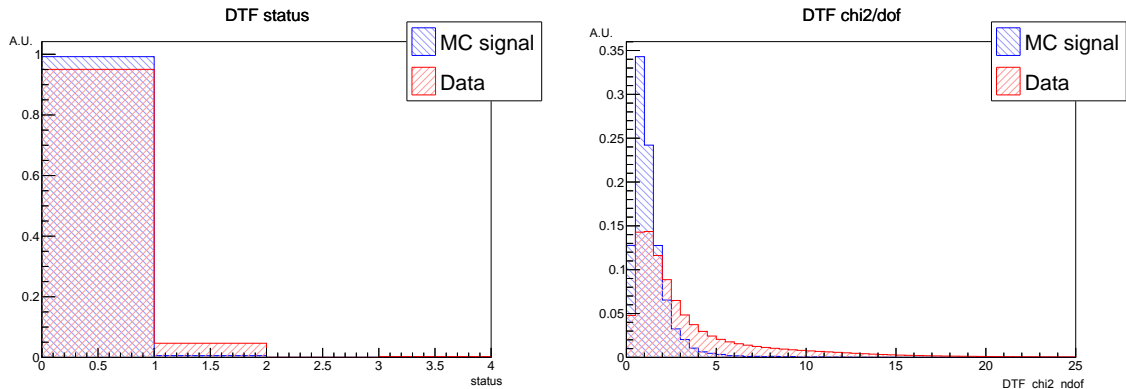 DTF status
A.U.
MC signal
Data
1
0.8
0.6
0.4
0.2
0
0 0.5 1 1.5 2 2.5 3 3.5 4
status
DTF chi2/dof
A.U.
MC signal
Data
0.35
0.3
0.25
0.2
0.15
0.1
0.05
0
0 5 10 15 20 25
DTF_chi2_ndof